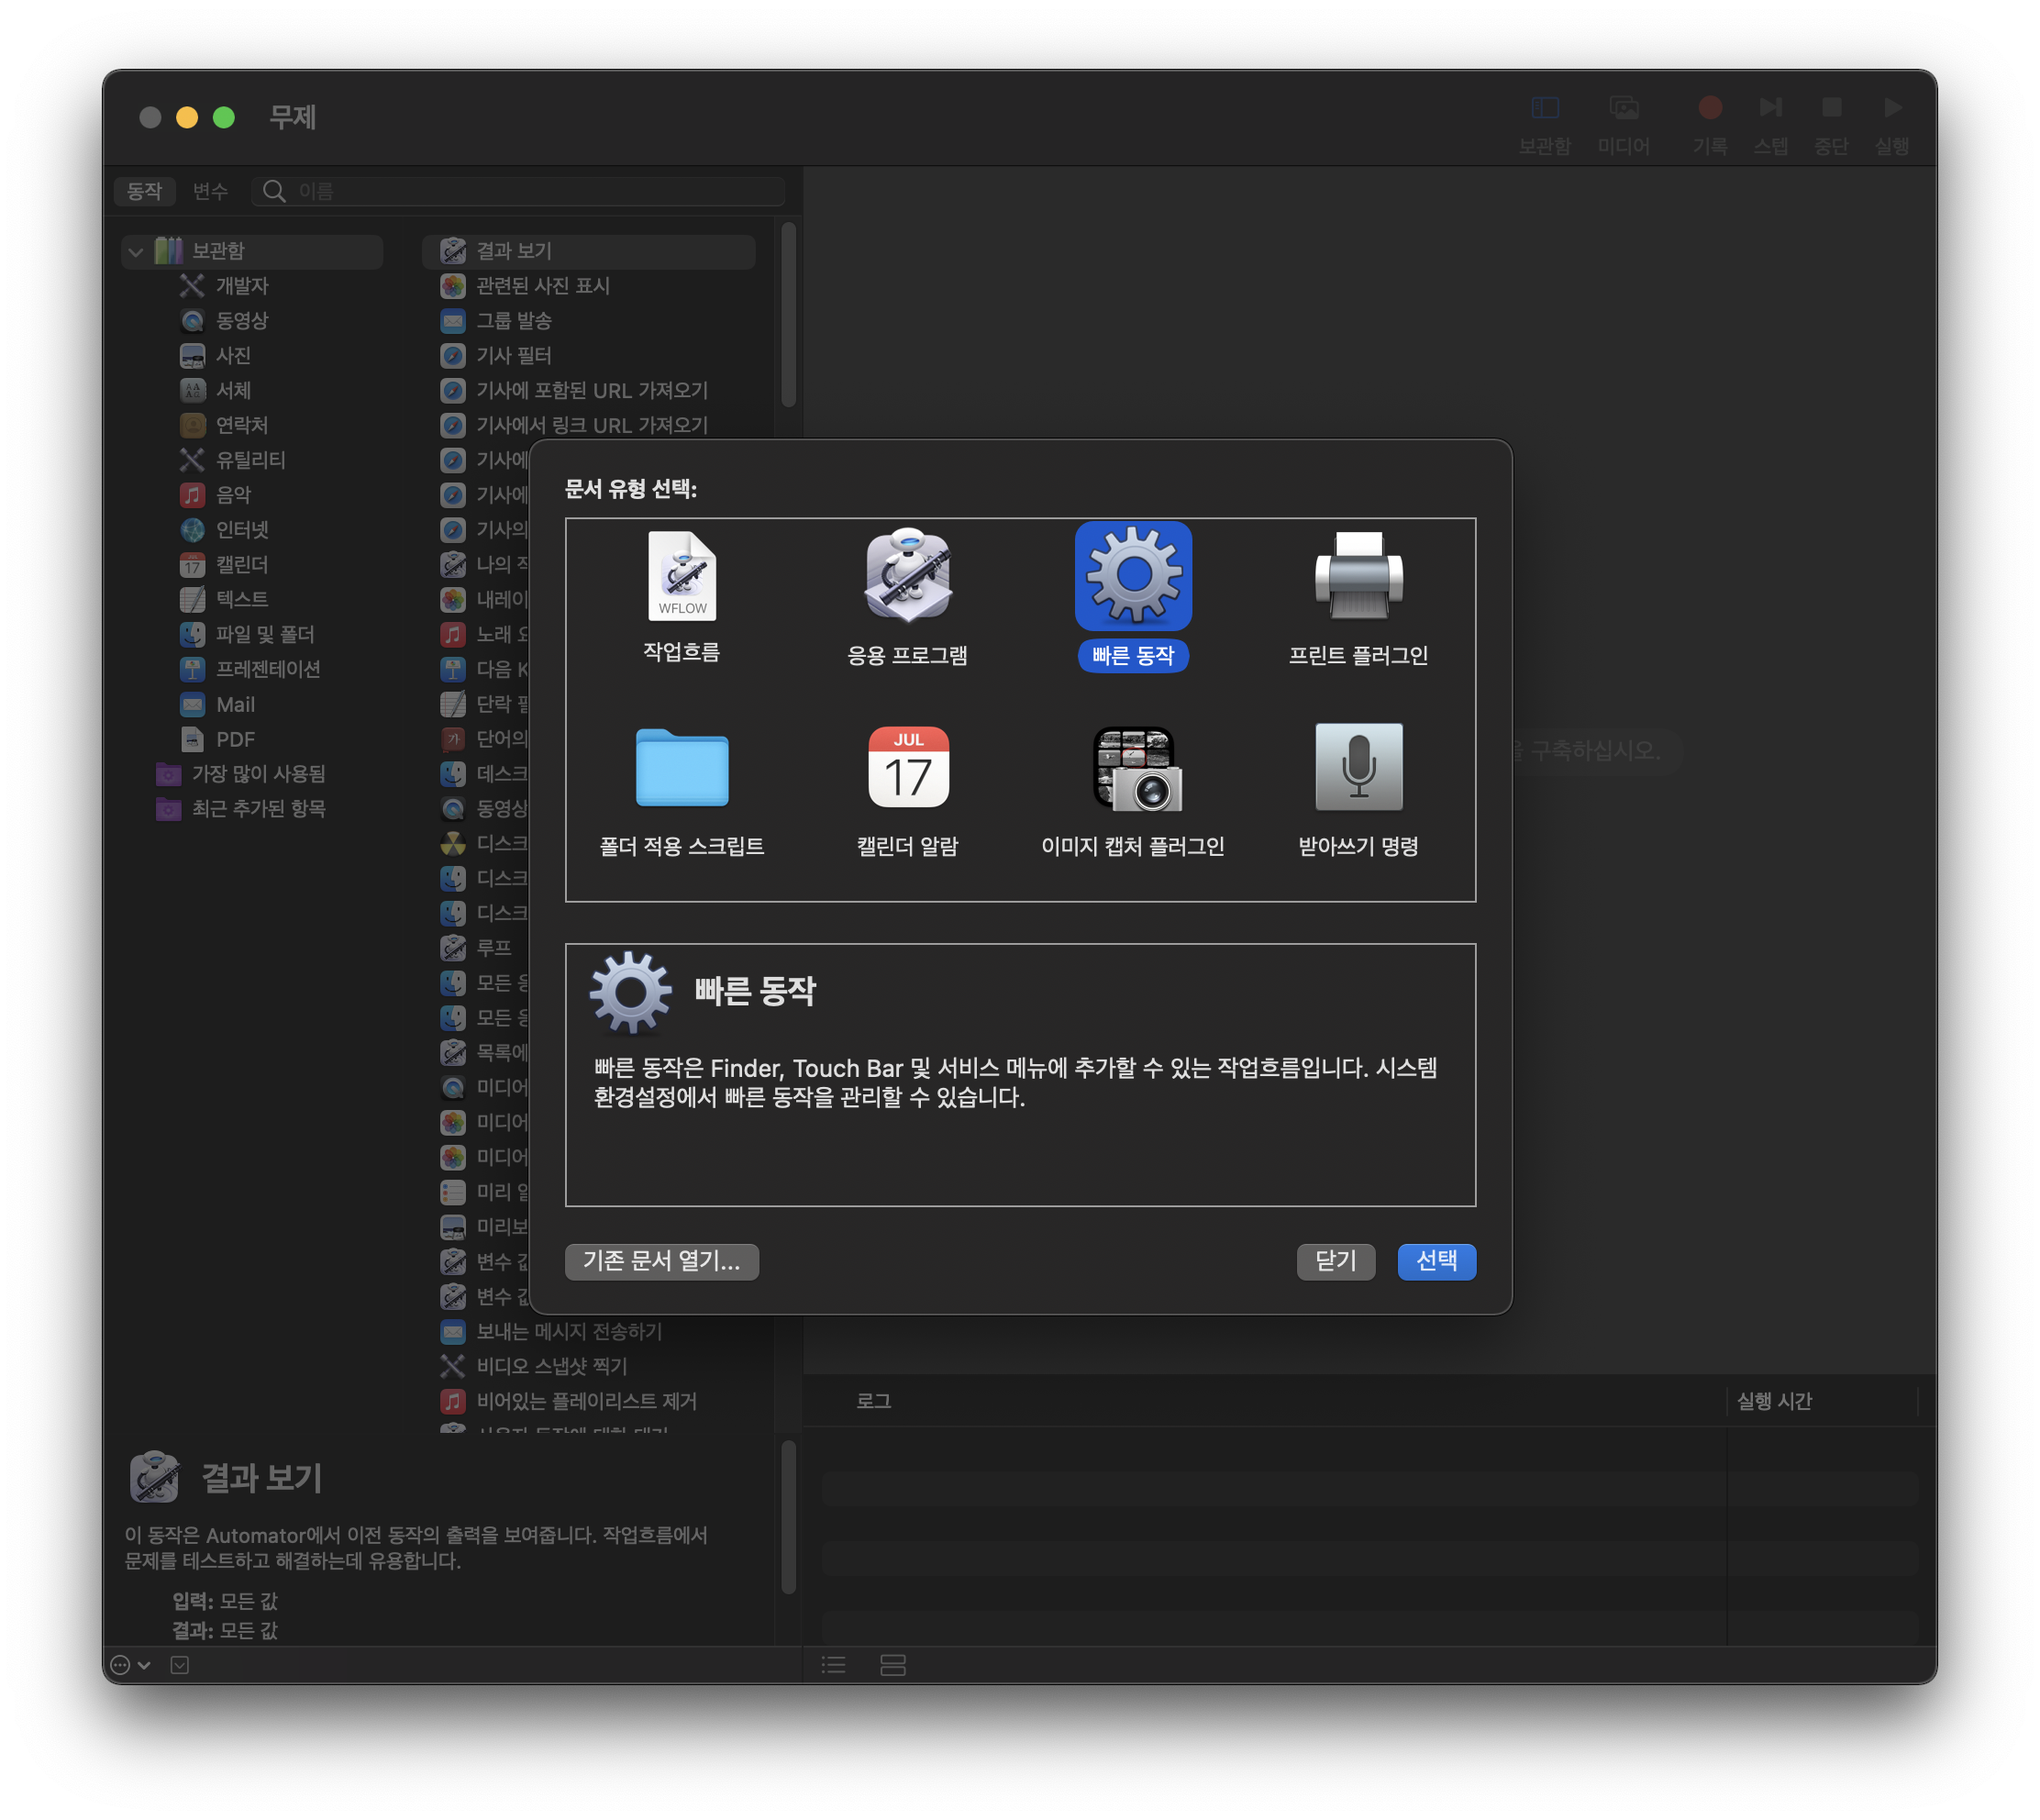 무제
보관함 미디어 기록 스텝 중단 실행
동작 변수 이름
보관함
개발자
동영상
사진
서체
연락처
유틸리티
음악
인터넷
캘린더
텍스트
파일 및 폴더
프레젠테이션
Mail
PDF
가장 많이 사용됨
최근 추가된 항목
결과 보기
관련된 사진 표시
그룹 발송
기사 필터
기사에 포함된 URL 가져오기
기사에서 링크 URL 가져오기
기사에
기사에
기사의
나의
내레이
노래
다음
단락
단어의
데스크
동영상
디스크
디스크
디스크
루프
모든
모든
목록에
미디어
미디어
미디어
미리
미리보
변수
변수
보내는 메시지 전송하기
비디오 스냅샷 찍기
비어있는 플레이리스트 제거
문서 유형 선택:
WFLOW
작업흐름
응용 프로그램
빠른 동작
프린트 플러그인
JUL
17
폴더 적용 스크립트
캘린더 알람
이미지 캡처 플러그인
받아쓰기 명령
빠른 동작
빠른 동작은 Finder, Touch Bar 및 서비스 메뉴에 추가할 수 있는 작업흐름입니다. 시스템
환경설정에서 빠른 동작을 관리할 수 있습니다.
기존 문서 열기... 닫기 선택
구축하십시오.
로그 실행 시간
결과 보기
이 동작은 Automator에서 이전 동작의 출력을 보여줍니다. 작업흐름에서
문제를 테스트하고 해결하는데 유용합니다.
입력: 모든 값
결과: 모든 값